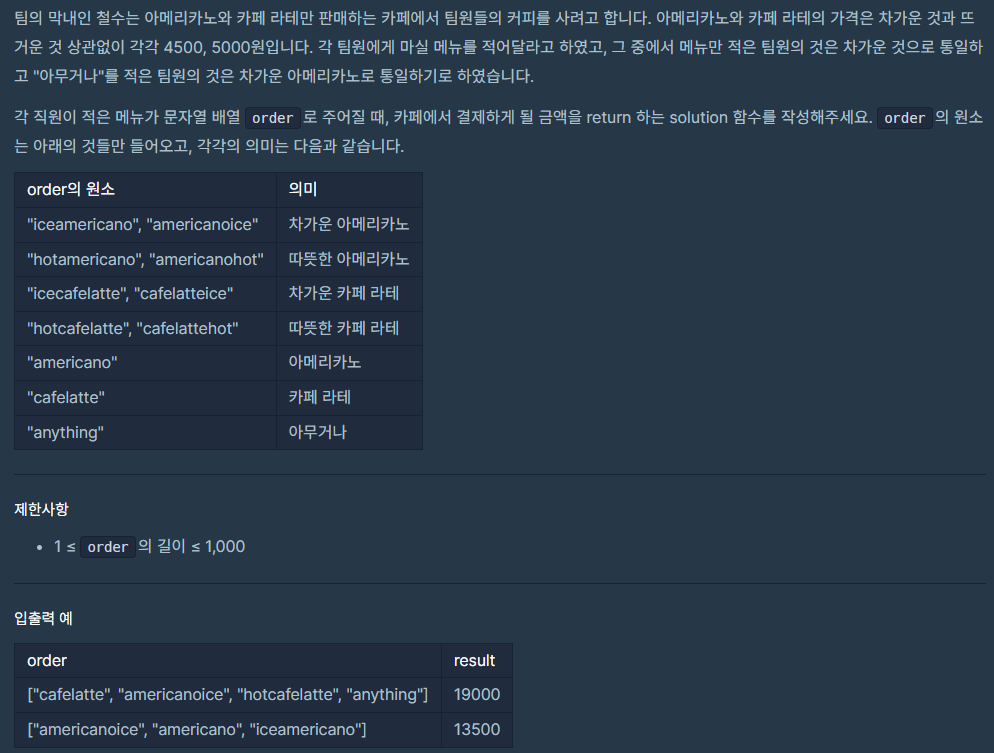 팀의 막내인 철수는 아메리카노와 카페 라테만 판매하는 카페에서 팀원들의 커피를 사려고 합니다. 아메리카노와 카페 라테의 가격은 차가운 것과 뜨
거운 것 상관없이 각각 4500, 5000원입니다. 각 팀원에게 마실 메뉴를 적어달라고 하였고, 그 중에서 메뉴만 적은 팀원의 것은 차가운 것으로 통일하
고 "아무거나"를 적은 팀원의 것은 차가운 아메리카노로 통일하기로 하였습니다.
각 직원이 적은 메뉴가 문자열 배열 order 로 주어질 때, 카페에서 결제하게 될 금액을 return 하는 solution 함수를 작성해주세요. order 의 원소
는 아래의 것들만 들어오고, 각각의 의미는 다음과 같습니다.
order의 원소 의미
"iceamericano", "americanoice" 차가운 아메리카노
"hotamericano", "americanohot" 따뜻한 아메리카노
"icecafelatte", "cafelatteice" 차가운 카페 라테
"hotcafelatte", "cafelattehot" 따뜻한 카페 라테
"americano" 아메리카노
"cafelatte" 카페 라테
"anything" 아무거나
제한사항
• 1 ≤ order 의 길이 ≤ 1,000
입출력 예
order result
["cafelatte", "americanoice", "hotcafelatte", "anything"] 19000
["americanoice", "americano", "iceamericano"] 13500